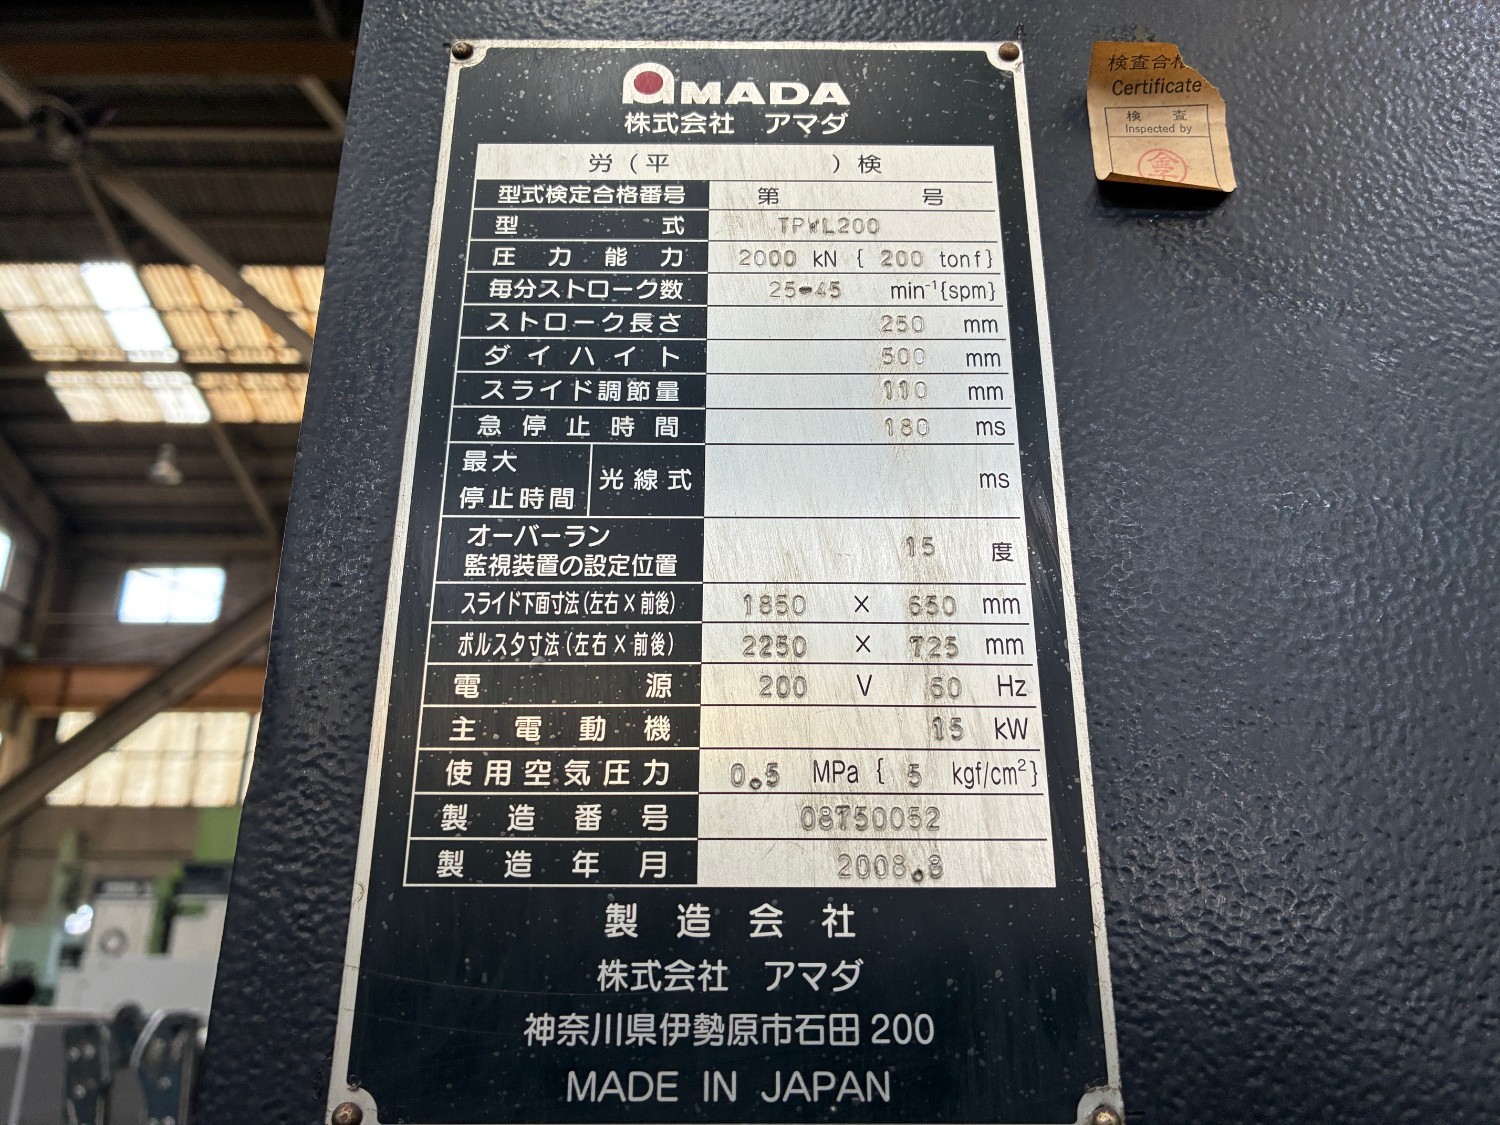 AMADA
株式会社 アマダ
労(平 )検
型式検定合格番号 第 号
型式 TPWL200
圧力能力 2000 kN { 200 tonf}
毎分ストローク数 25-45 min⁻¹{spm}
ストローク長さ 250 mm
ダイハイト 500 mm
スライド調節量 110 mm
急停止時間 180 ms
最大停止時間 光線式 ms
オーバーラン
監視装置の設定位置 15 度
スライド下面寸法(左右×前後) 1850 × 650 mm
ボルスタ寸法(左右×前後) 2250 × 725 mm
電源 200 V 60 Hz
主電動機 15 kW
使用空気圧力 0.5 MPa { 5 kgf/cm²}
製造番号 08750052
製造年月 2008.8
製造会社
株式会社 アマダ
神奈川県伊勢原市石田 200
MADE IN JAPAN
検査合格
Certificate
検査
Inspected by